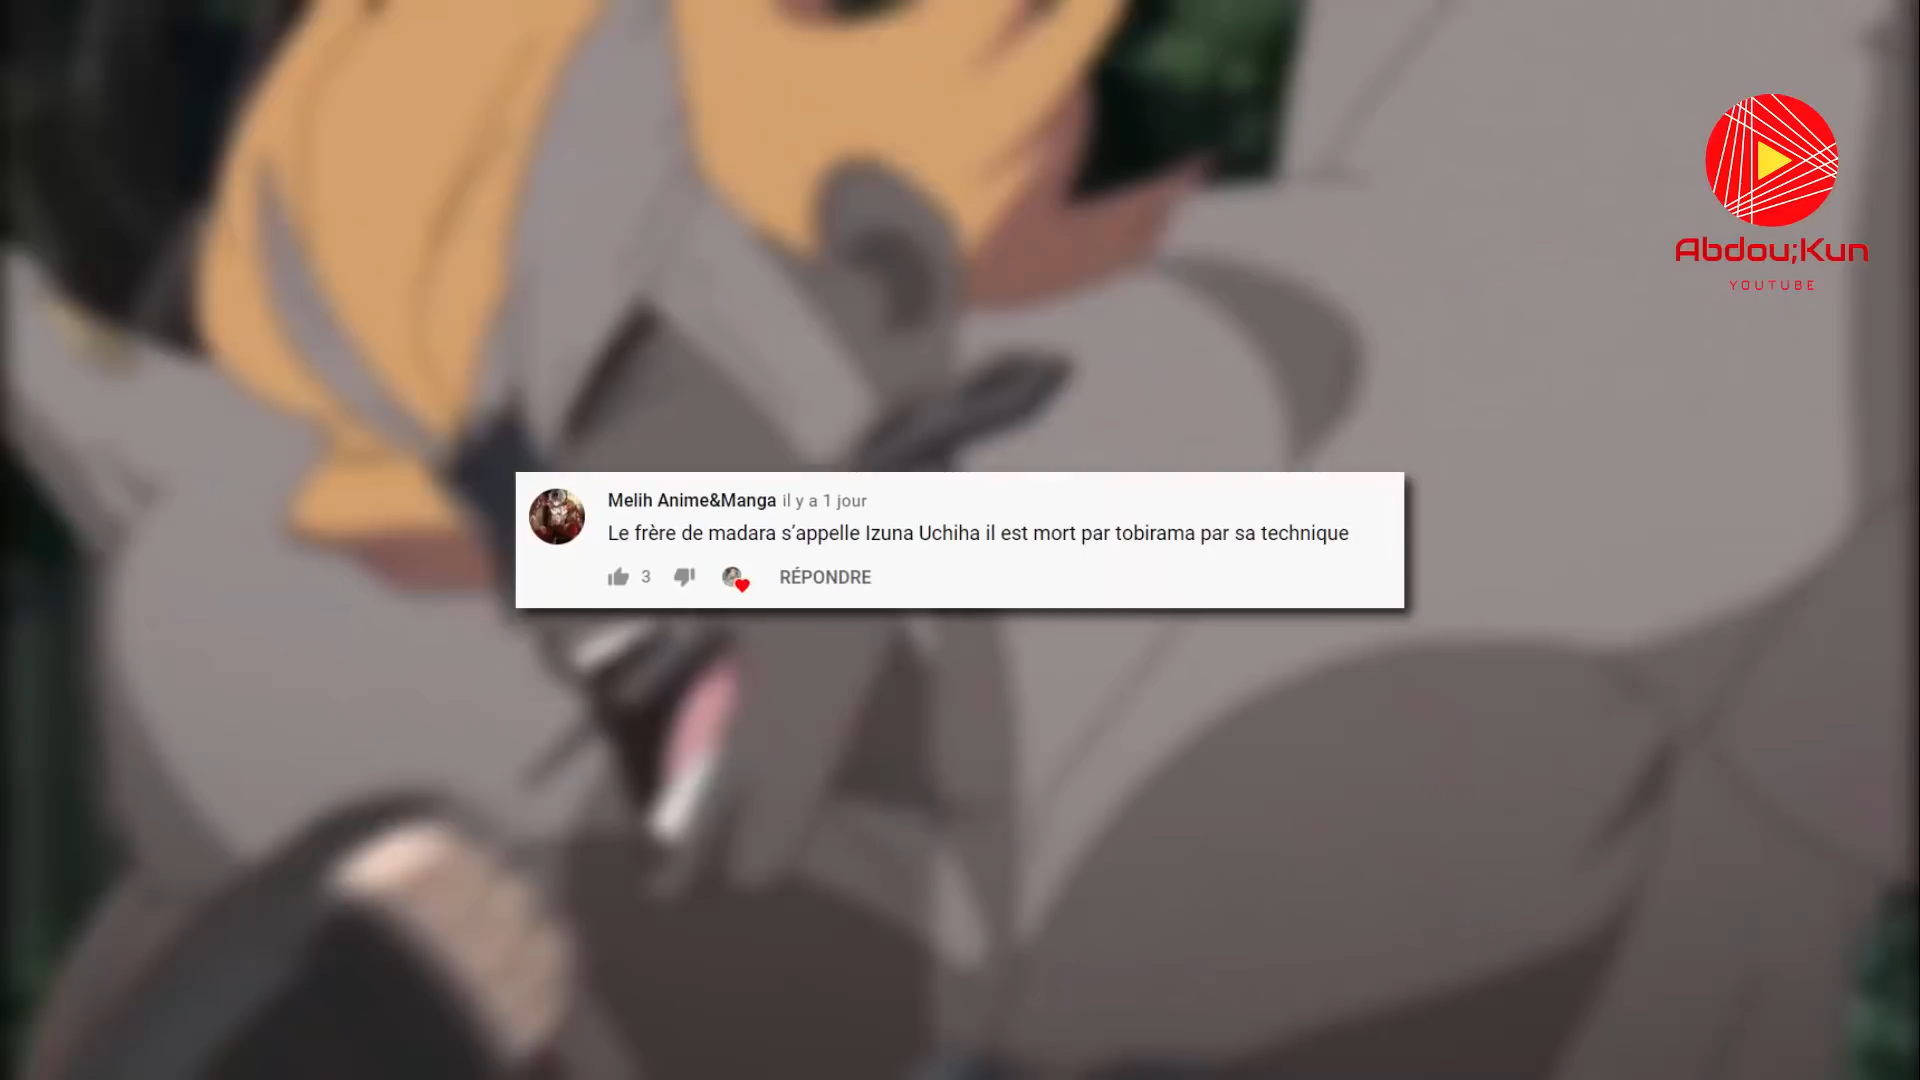 Abdou;Kun
YOUTUBE
Melih Anime&Manga il y a 1 jour
Le frère de madara s’appelle Izuna Uchiha il est mort par tobirama par sa technique
3 RÉPONDRE